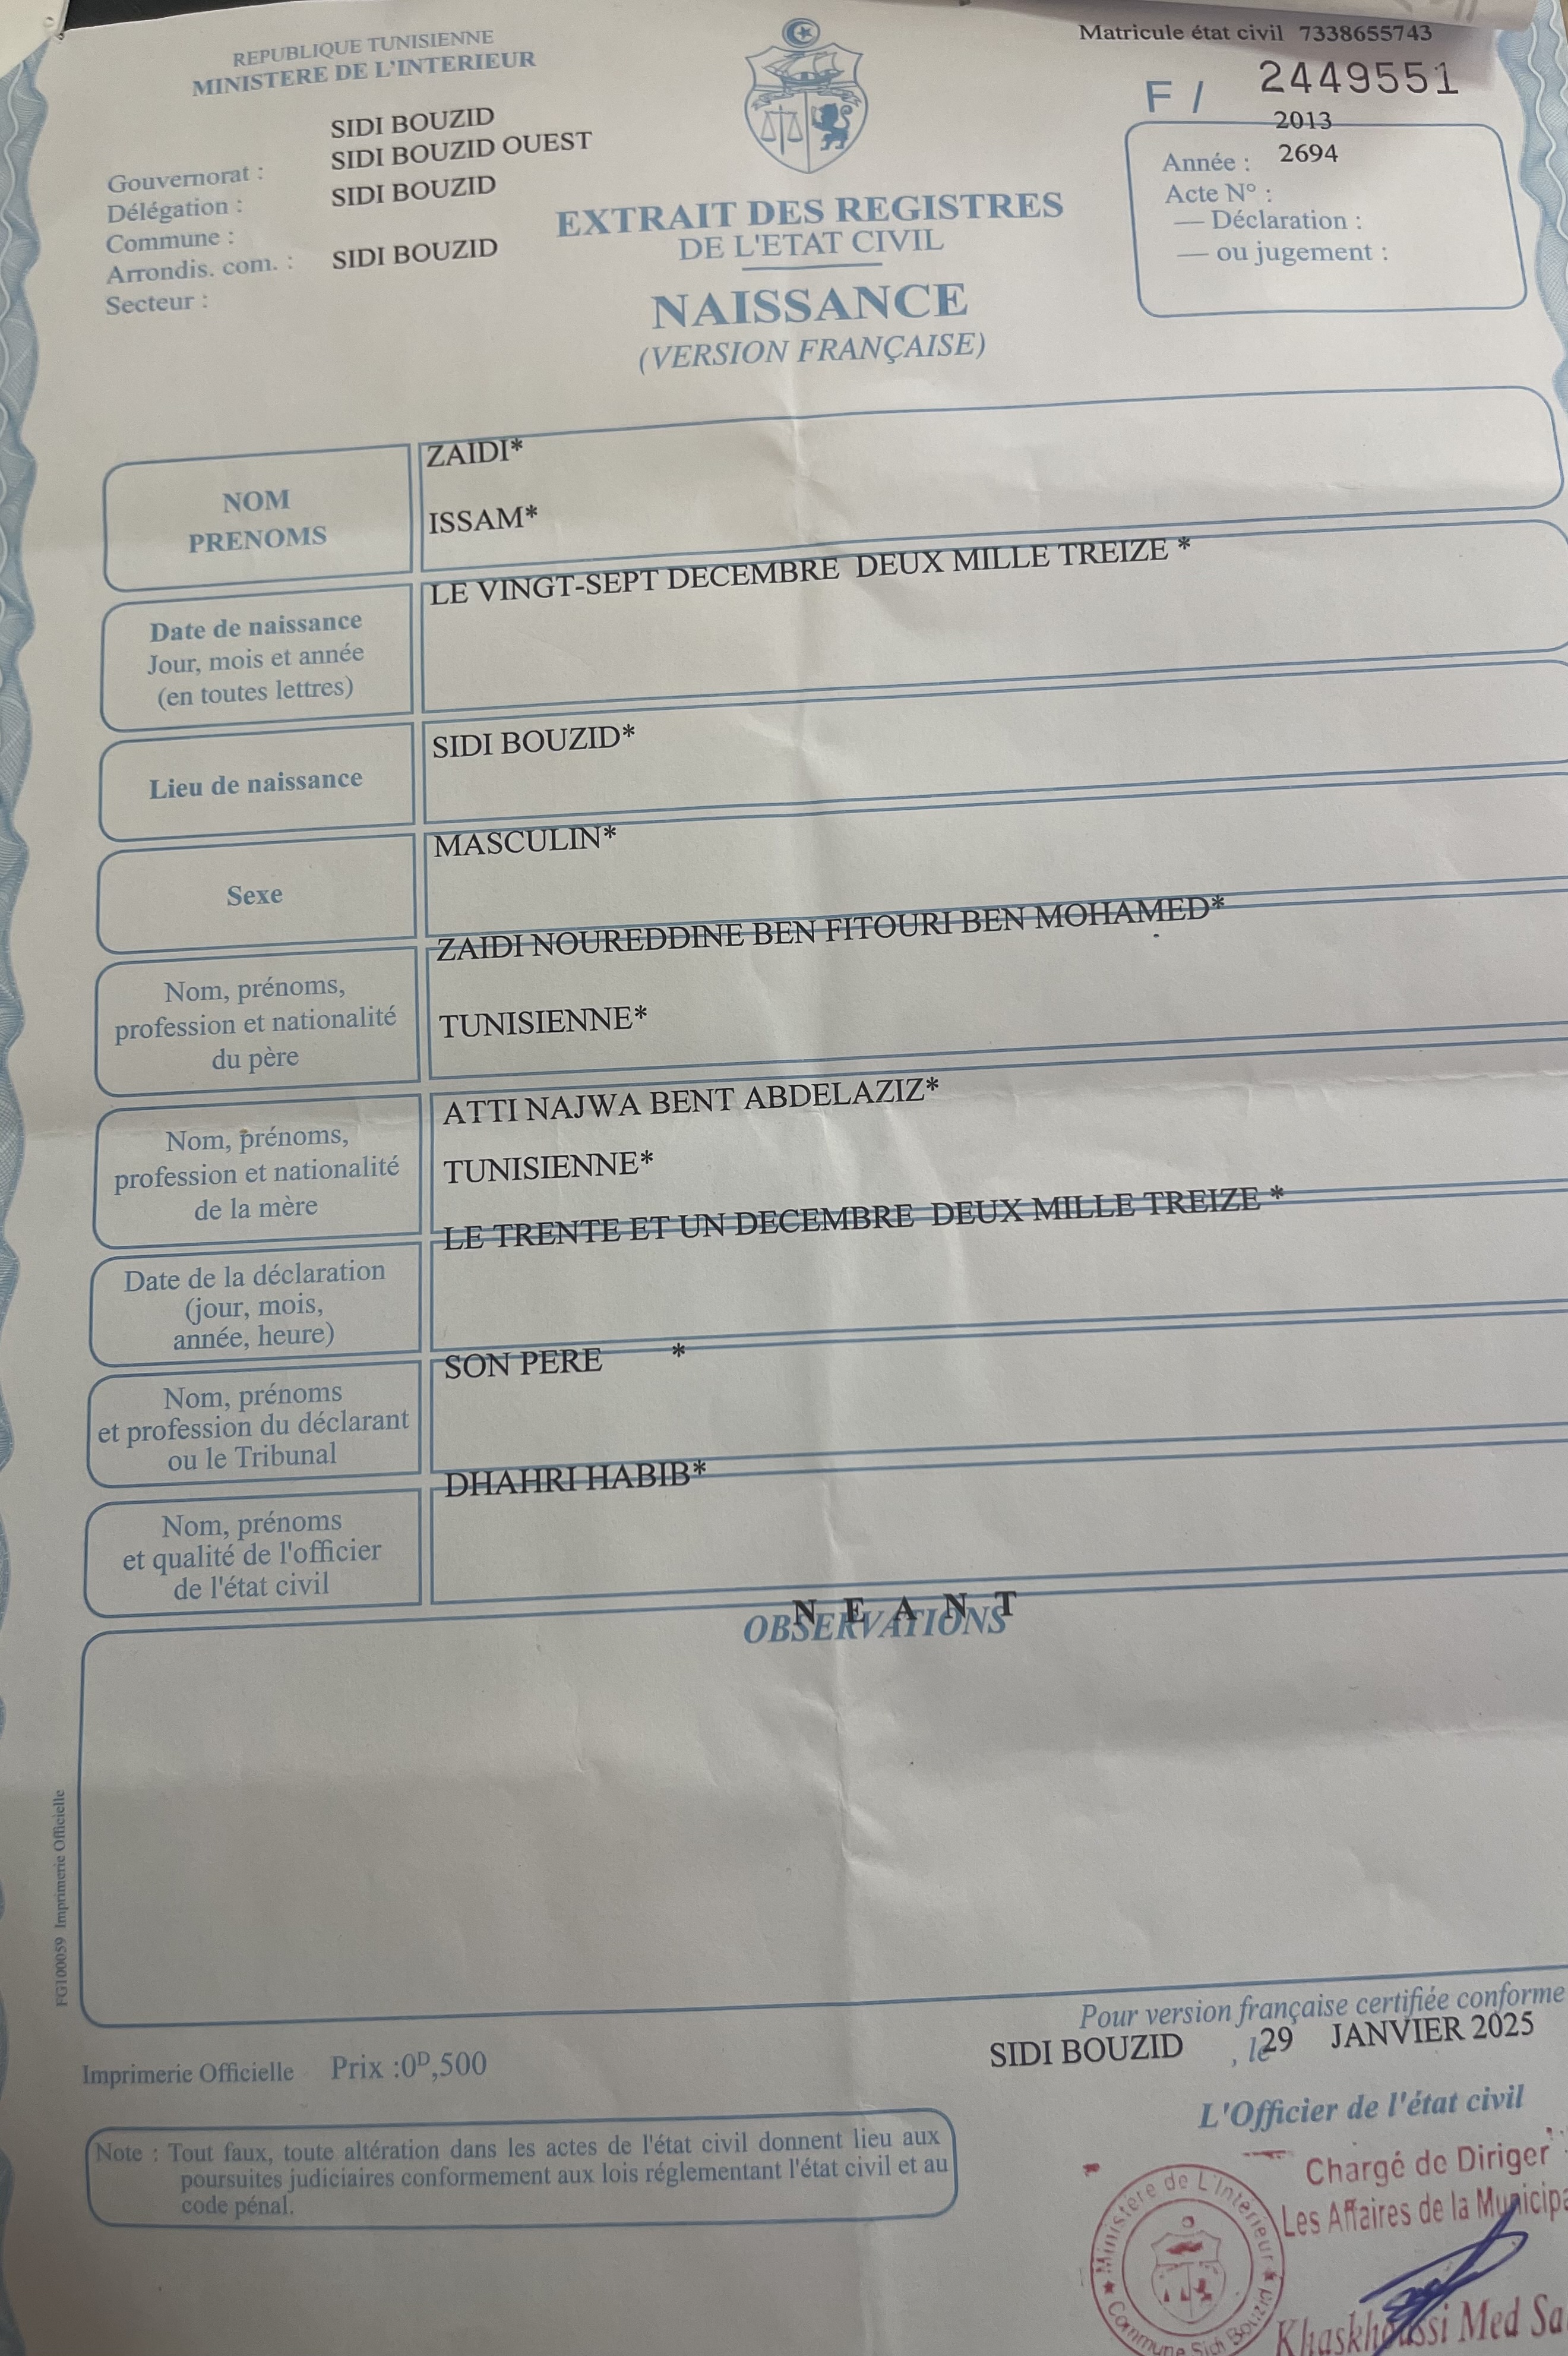 REPUBLIQUE TUNISIENNE
MINISTERE DE L'INTERIEUR
Matricule état civil 7338655743
F / 2449551
SIDI BOUZID
SIDI BOUZID OUEST
Gouvernorat :
Délégation : SIDI BOUZID
Commune :
Arrondis. com. : SIDI BOUZID
Secteur :
2013
Année : 2694
Acte N° :
— Déclaration :
— ou jugement :
EXTRAIT DES REGISTRES
DE L'ETAT CIVIL
NAISSANCE
(VERSION FRANÇAISE)
NOM
PRENOMS
ZAIDI*
ISSAM*
Date de naissance
Jour, mois et année
(en toutes lettres)
LE VINGT-SEPT DECEMBRE DEUX MILLE TREIZE *
Lieu de naissance
SIDI BOUZID*
Sexe
MASCULIN*
Nom, prénoms,
profession et nationalité
du père
ZAIDI NOUREDDINE BEN FITOURI BEN MOHAMED*
TUNISIENNE*
Nom, prénoms,
profession et nationalité
de la mère
ATTI NAJWA BENT ABDELAZIZ*
TUNISIENNE*
Date de la déclaration
(jour, mois,
année, heure)
LE TRENTE ET UN DECEMBRE DEUX MILLE TREIZE *
Nom, prénoms
et profession du déclarant
ou le Tribunal
SON PERE *
Nom, prénoms
et qualité de l'officier
de l'état civil
DHAHRI HABIB*
N E A N T
OBSERVATIONS
FG100059 Imprimerie Officielle
Pour version française certifiée conforme
SIDI BOUZID , le 29 JANVIER 2025
Imprimerie Officielle Prix :0D,500
L'Officier de l'état civil
Note : Tout faux, toute altération dans les actes de l'état civil donnent lieu aux
poursuites judiciaires conformement aux lois réglementant l'état civil et au
code pénal.
Chargé de Diriger
Les Affaires de la
Ministère de L'Intérieur
Commune Sidi Bouzid
Khaskhoussi Med